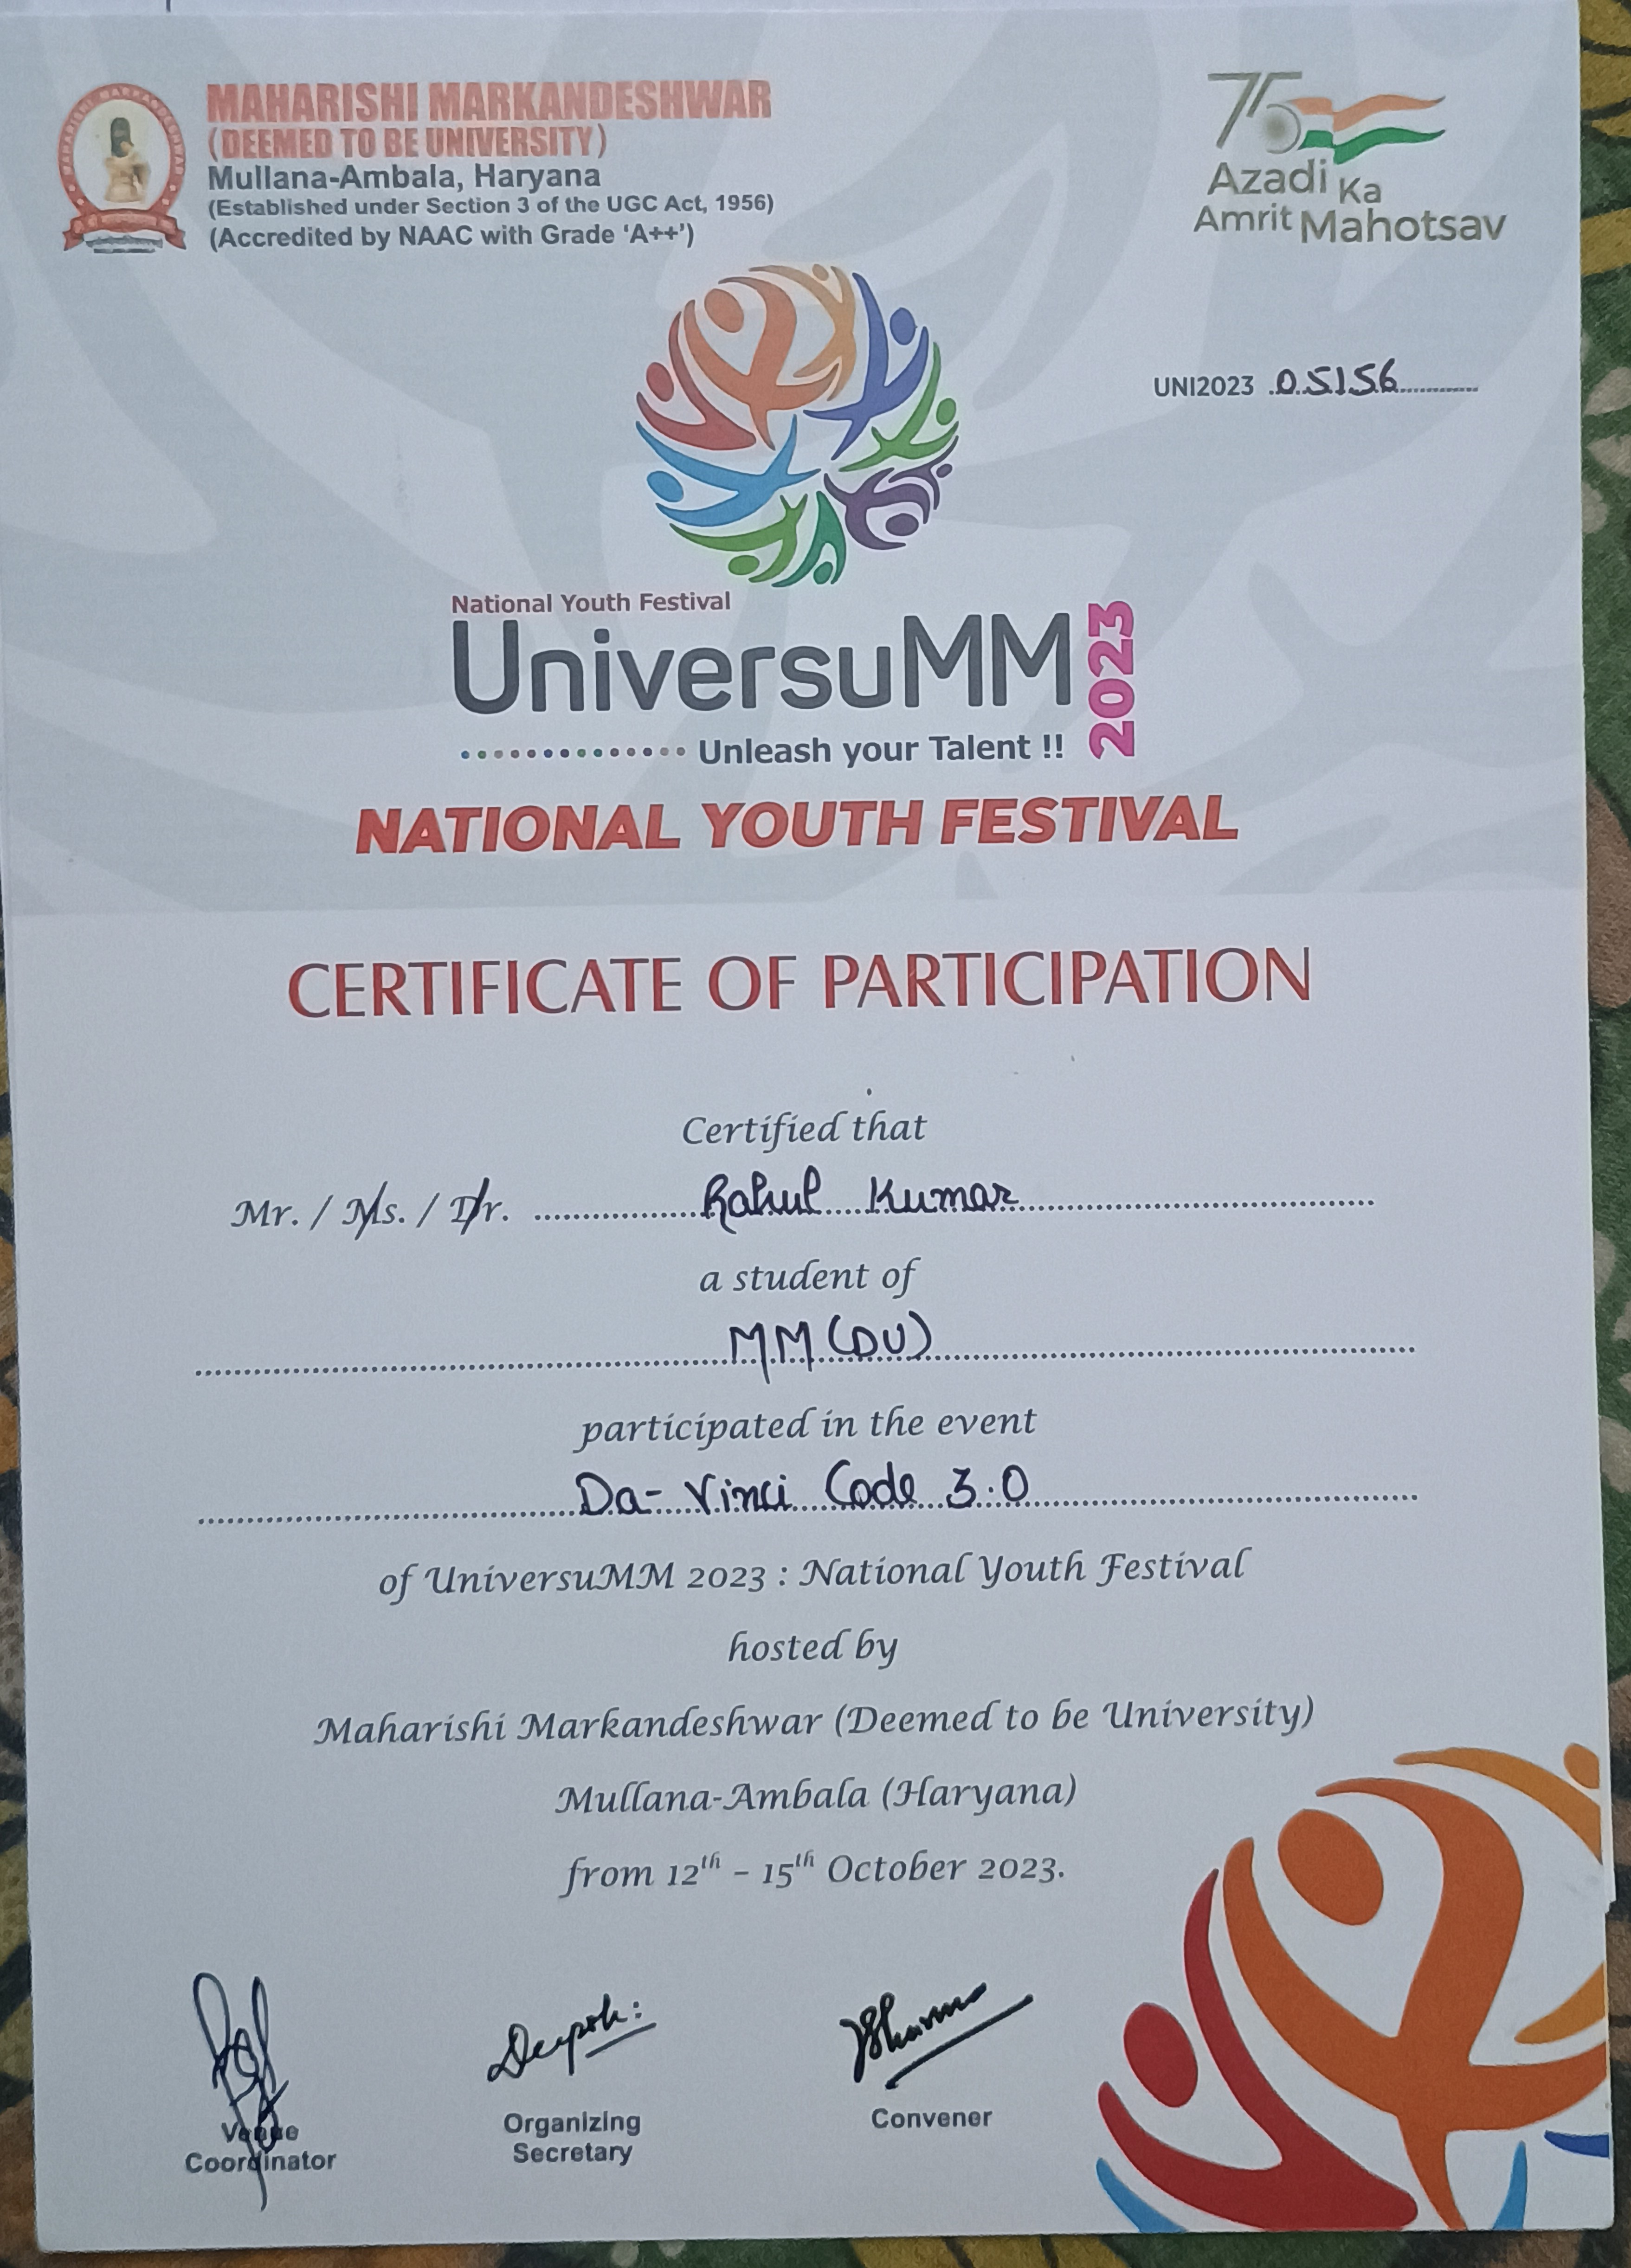 MAHARISHI MARKANDESHWAR
(DEEMED TO BE UNIVERSITY)
Mullana-Ambala, Haryana
(Established under Section 3 of the UGC Act, 1956)
(Accredited by NAAC with Grade ‘A++’)
MAHARISHI MARKANDESHWAR
75
Azadi Ka
Amrit Mahotsav
UNI2023 05156
National Youth Festival
UniversuMM 2023
Unleash your Talent !!
NATIONAL YOUTH FESTIVAL
CERTIFICATE OF PARTICIPATION
Certified that
Mr. / Ms. / Dr. Rahul Kumar
a student of
MM(DU)
participated in the event
Da-Vinci Code 3.0
of UniversuMM 2023 : National Youth Festival
hosted by
Maharishi Markandeshwar (Deemed to be University)
Mullana-Ambala (Haryana)
from 12th – 15th October 2023.
Deepak:
Sharma
Venue
Coordinator
Organizing
Secretary
Convener